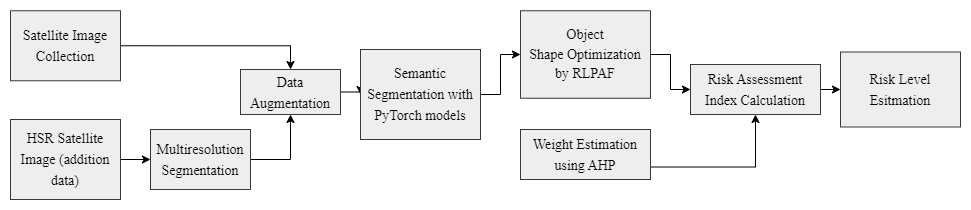 Satellite Image
Collection
HSR Satellite
Image (addition
data)
Multiresolution
Segmentation
Data
Augmentation
Semantic
Segmentation with
PyTorch models
Object
Shape Optimization
by RLPAF
Weight Estimation
using AHP
Risk Assessment
Index Calculation
Risk Level
Esitmation